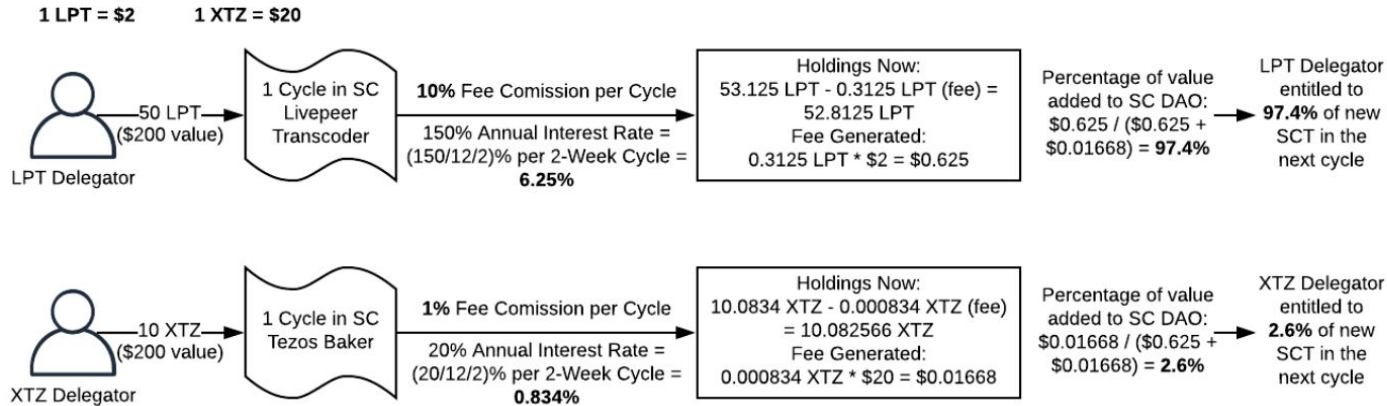 1 LPT = $2
1 XTZ = $20
LPT Delegator
50 LPT
($200 value)
1 Cycle in SC
Livepeer
Transcoder
10% Fee Comission per Cycle
150% Annual Interest Rate =
(150/12/2)% per 2-Week Cycle =
6.25%
Holdings Now:
53.125 LPT - 0.3125 LPT (fee) =
52.8125 LPT
Fee Generated:
0.3125 LPT * $2 = $0.625
Percentage of value
added to SC DAO:
$0.625 / ($0.625 +
$0.01668) = 97.4%
LPT Delegator
entitled to
97.4% of new
SCT in the
next cycle
XTZ Delegator
10 XTZ
($200 value)
1 Cycle in SC
Tezos Baker
1% Fee Comission per Cycle
20% Annual Interest Rate =
(20/12/2)% per 2-Week Cycle =
0.834%
Holdings Now:
10.0834 XTZ - 0.000834 XTZ (fee)
= 10.082566 XTZ
Fee Generated:
0.000834 XTZ * $20 = $0.01668
Percentage of value
added to SC DAO:
$0.01668 / ($0.625 +
$0.01668) = 2.6%
XTZ Delegator
entitled to
2.6% of new
SCT in the
next cycle